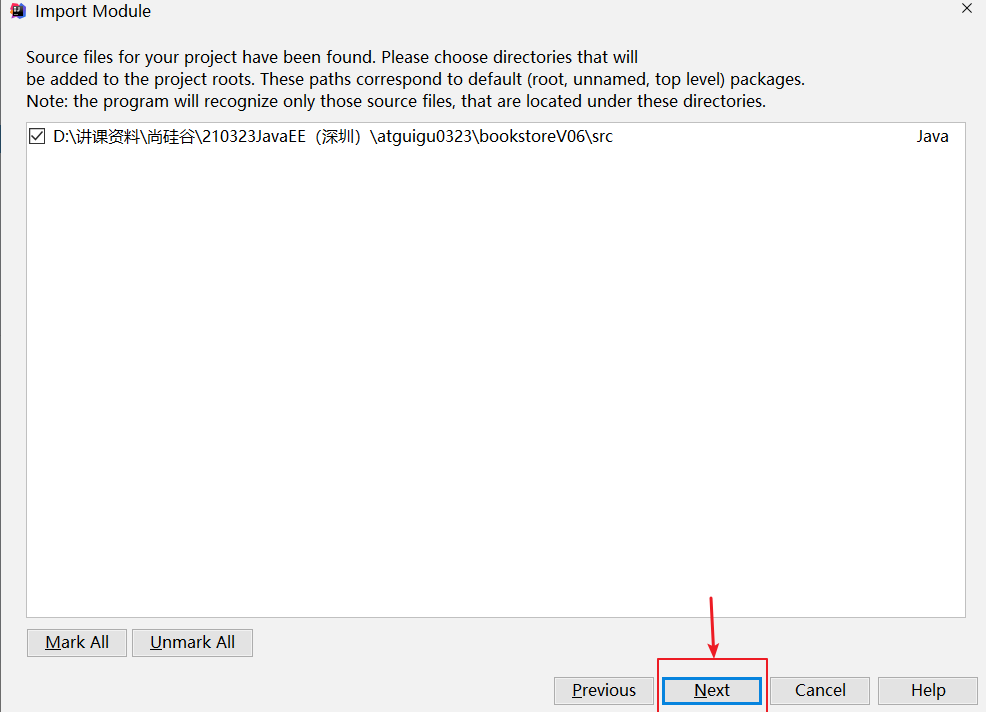 Import Module
Source files for your project have been found. Please choose directories that will
be added to the project roots. These paths correspond to default (root, unnamed, top level) packages.
Note: the program will recognize only those source files, that are located under these directories.
D:\讲课资料\尚硅谷\210323JavaEE（深圳）\atguigu0323\bookstoreV06\src Java
Mark All Unmark All
Previous Next Cancel Help